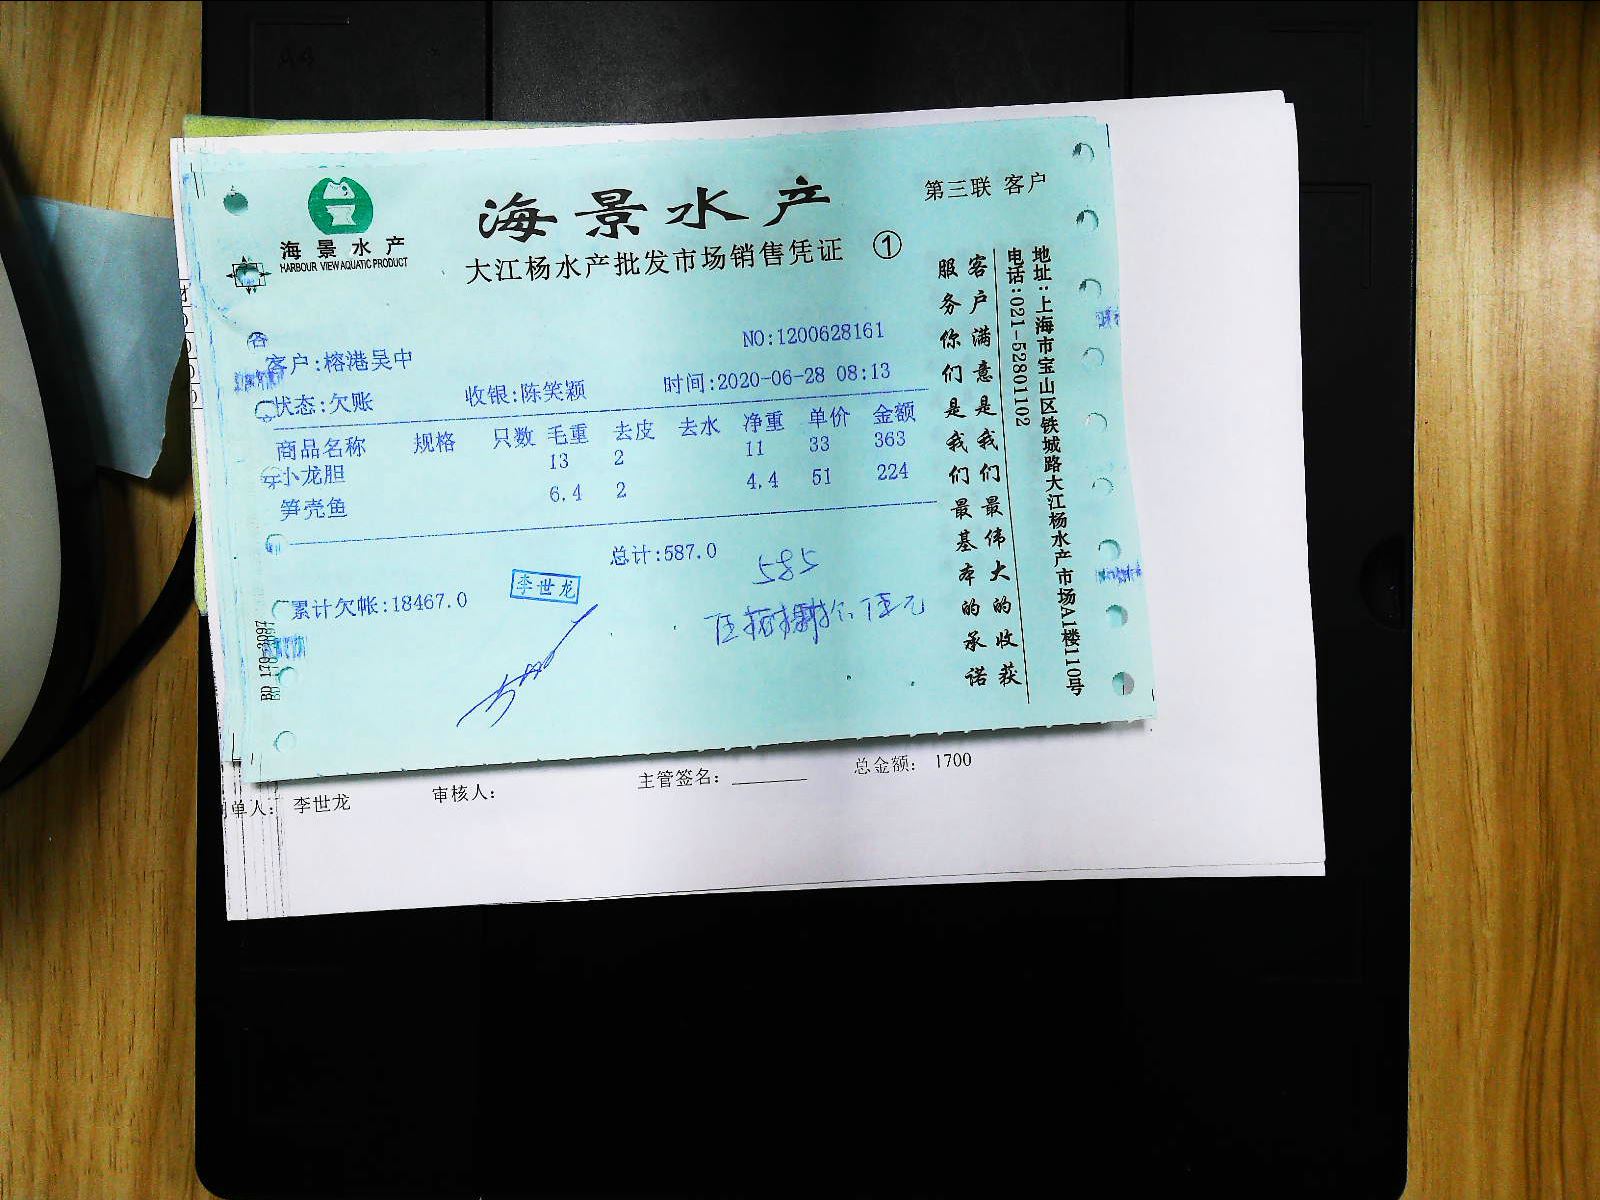 海景水产
HARBOUR VIEW AQUATIC PRODUCT
海景水产
大江杨水产批发市场销售凭证 ①
第三联 客户
NO:1200628161
客户:榕港吴中
状态:欠账 收银:陈笑颖 时间:2020-06-28 08:13
商品名称 规格 只数 毛重 去皮 去水 净重 单价 金额
小龙胆 13 2 11 33 363
笋壳鱼 6.4 2 4.4 51 224
总计:587.0
585
累计欠帐:18467.0
李世龙
客户满意是我们最伟大的收获
服务你们是我们最基本的承诺
地址:上海市宝山区铁城路大江杨水产市场A1楼110号
电话:021-52801102
主管签名: 总金额: 1700
单人: 李世龙 审核人: